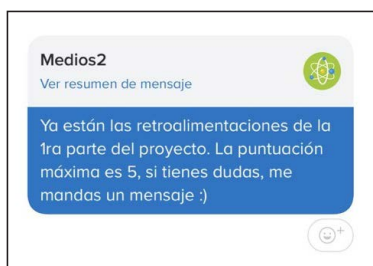 Medios2
Ver resumen de mensaje
Ya están las retroalimentaciones de la
1ra parte del proyecto. La puntuación
máxima es 5, si tienes dudas, me
mandas un mensaje :)